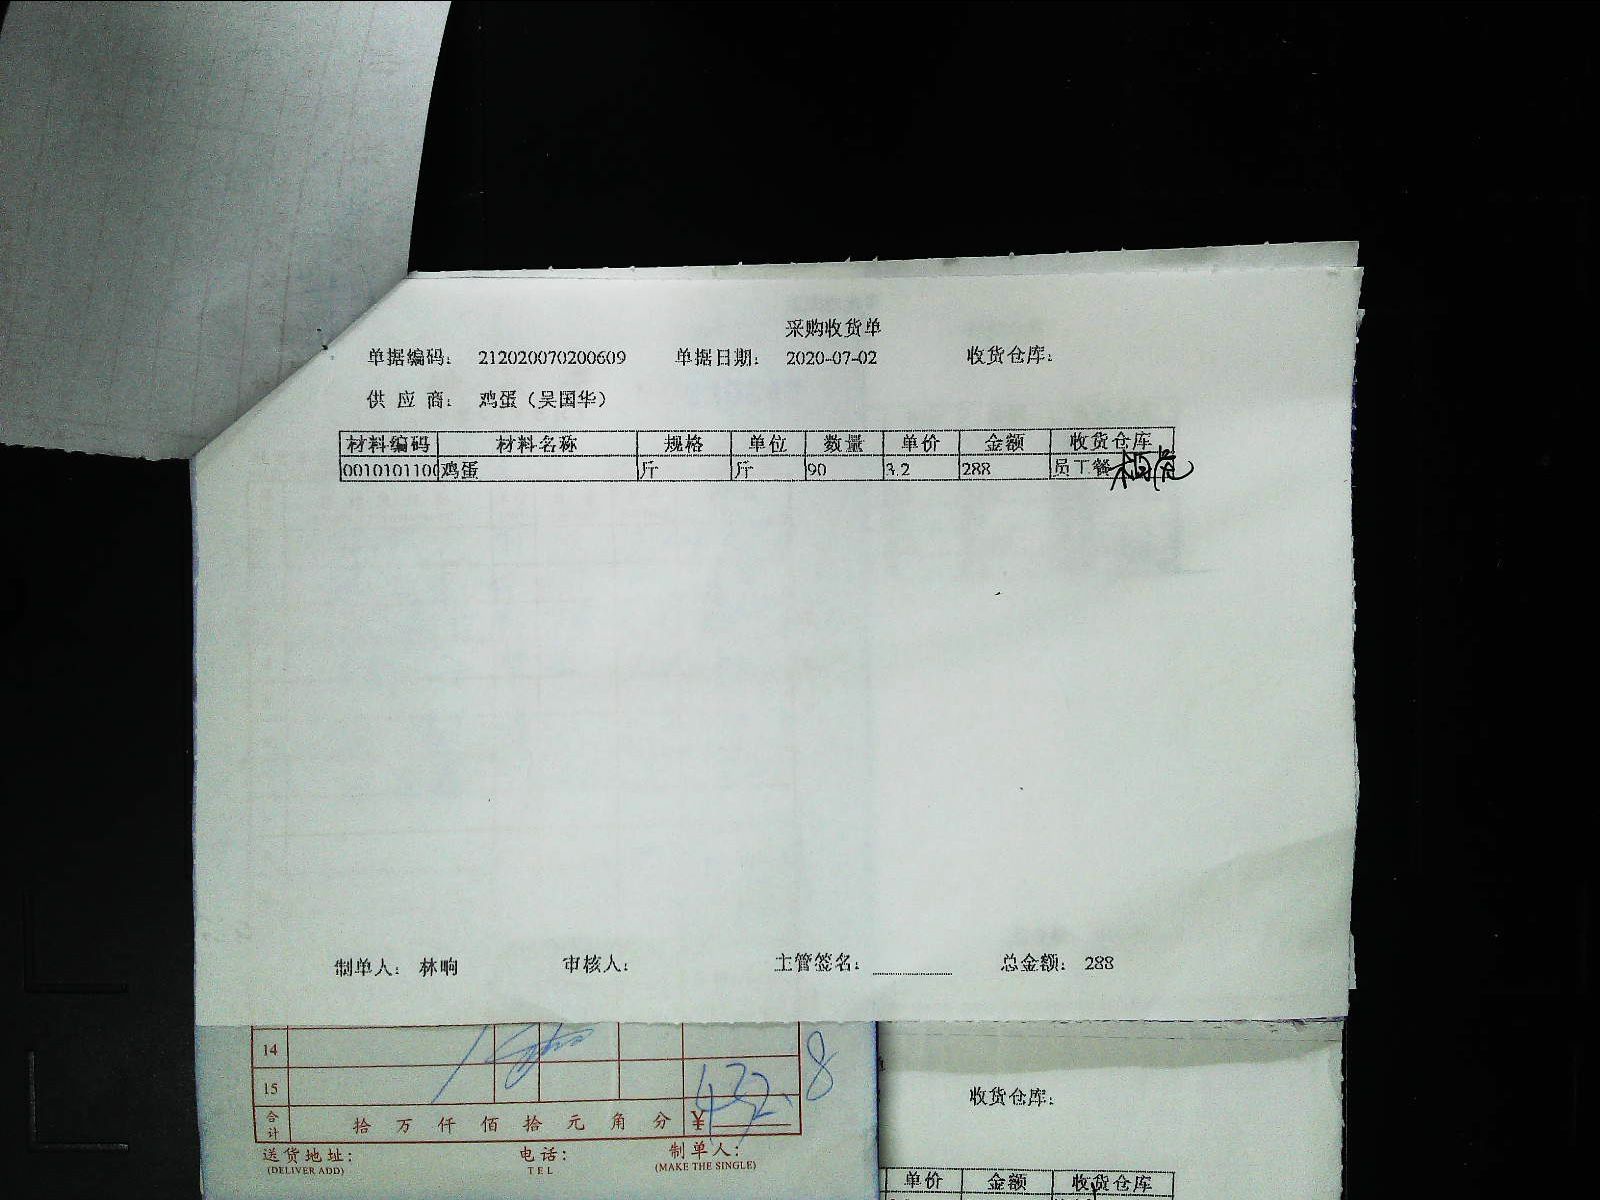 采购收货单
单据编码： 212020070200609 单据日期： 2020-07-02 收货仓库：
供 应 商： 鸡蛋（吴国华）
材料编码 材料名称 规格 单位 数量 单价 金额 收货仓库
0010101100 鸡蛋 斤 斤 90 3.2 288 员工餐
制单人： 林响 审核人： 主管签名： 总金额： 288
14
15
合计 拾 万 仟 佰 拾 元 角 分 ¥ 432.8
送货地址： 电话： 制单人：
(DELIVER ADD) TEL (MAKE THE SINGLE)
收货仓库：
单价 金额 收货仓库